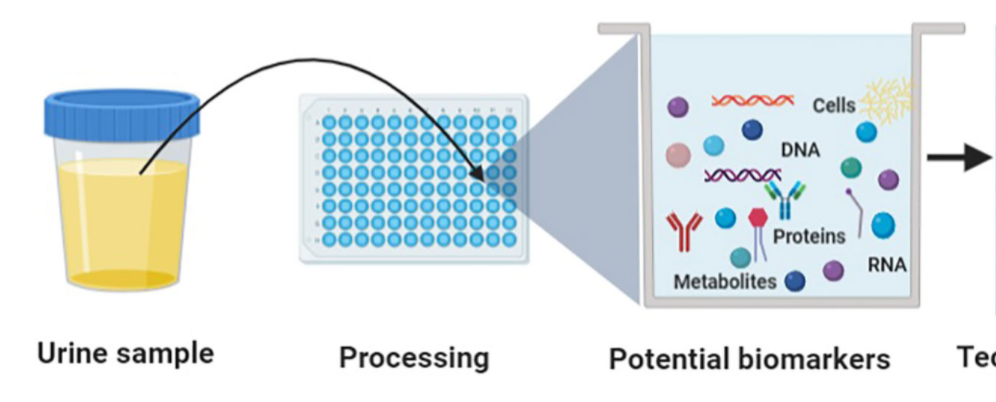 Cells
DNA
Proteins
RNA
Metabolites
Urine sample
Processing
Potential biomarkers